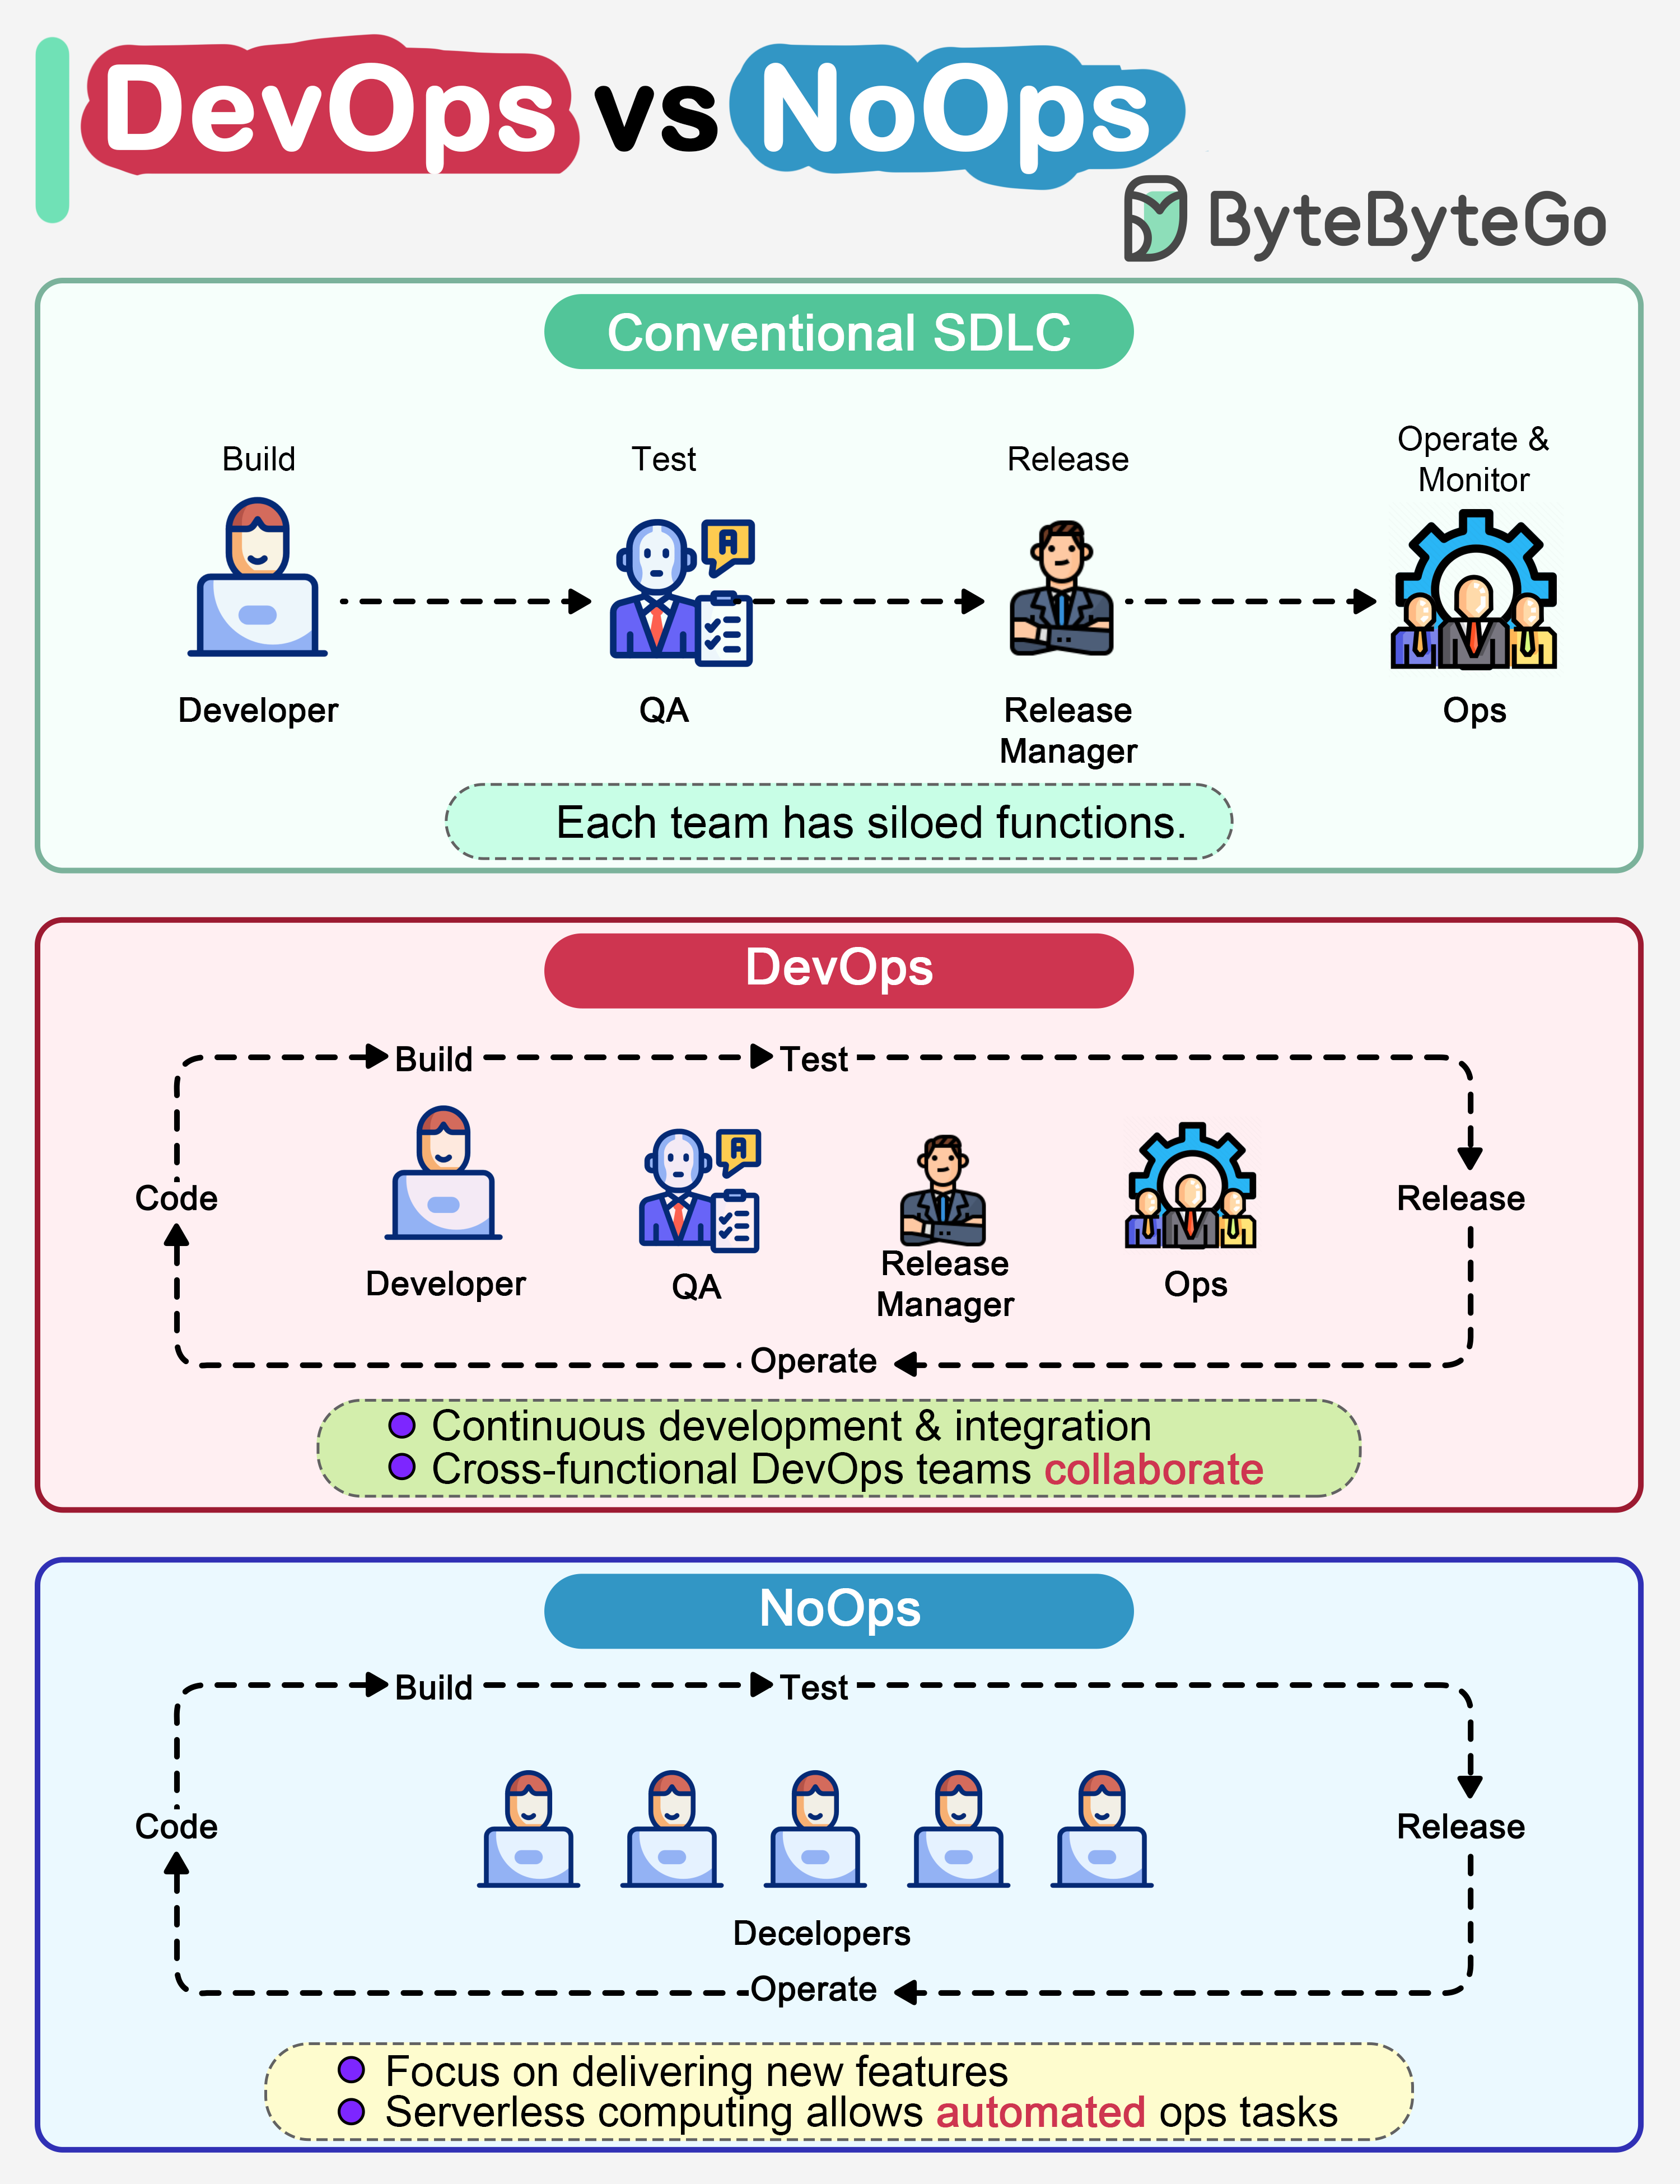 DevOps vs NoOps
ByteByteGo
Conventional SDLC
Build
Test
Release
Operate &
Monitor
A
Developer
QA
Release
Manager
Ops
Each team has siloed functions.
DevOps
Build
Test
Code
A
Release
Developer
QA
Release
Manager
Ops
Operate
Continuous development & integration
Cross-functional DevOps teams collaborate
NoOps
Build
Test
Code
Release
Decelopers
Operate
Focus on delivering new features
Serverless computing allows automated ops tasks